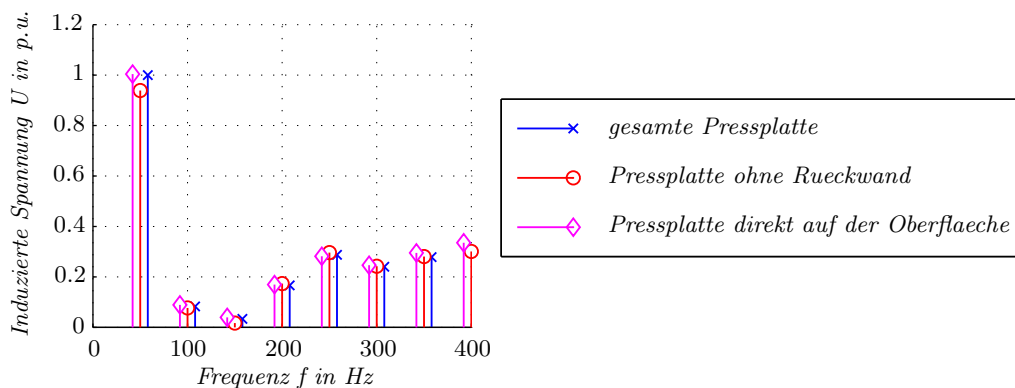 Induzierte Spannung U in p.u.
1.2
1
0.8
0.6
0.4
0.2
0
0
100
200
300
400
Frequenz f in Hz
gesamte Pressplatte
Pressplatte ohne Rueckwand
Pressplatte direkt auf der Oberflaeche